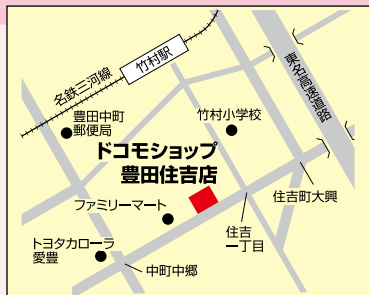 名鉄三河線
竹村駅
東名高速道路
豊田中町
郵便局
竹村小学校
ドコモショップ
豊田住吉店
ファミリーマート
住吉町大興
住吉
一丁目
トヨタカローラ
愛豊
中町中郷